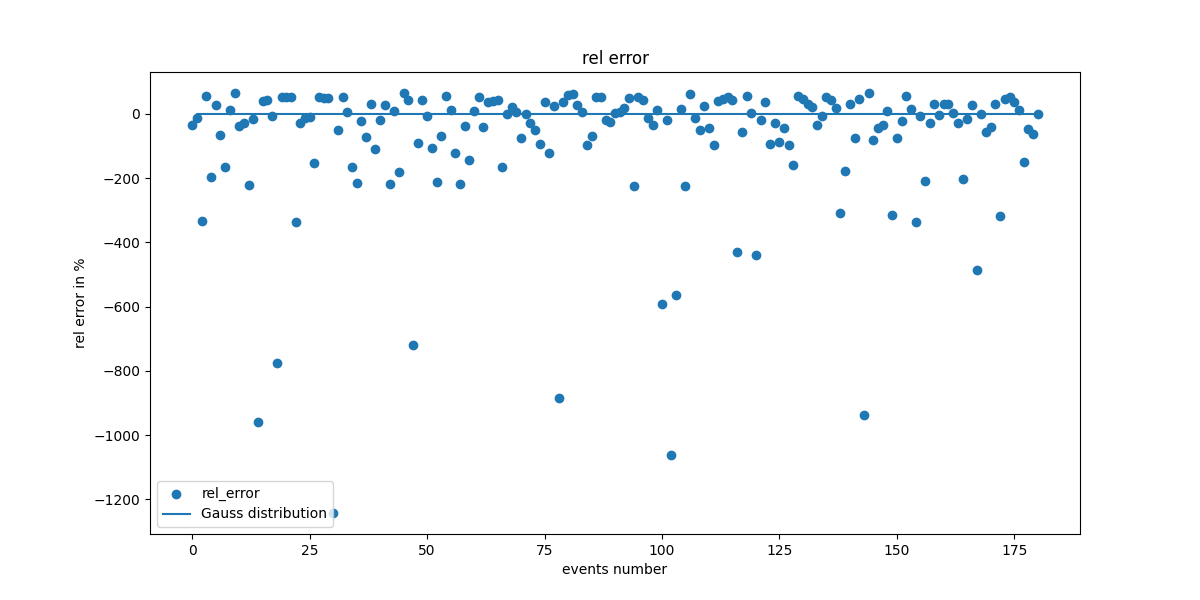 rel error
rel error in %
0
−200
−400
−600
−800
−1000
−1200
rel_error
Gauss distribution
0 25 50 75 100 125 150 175
events number